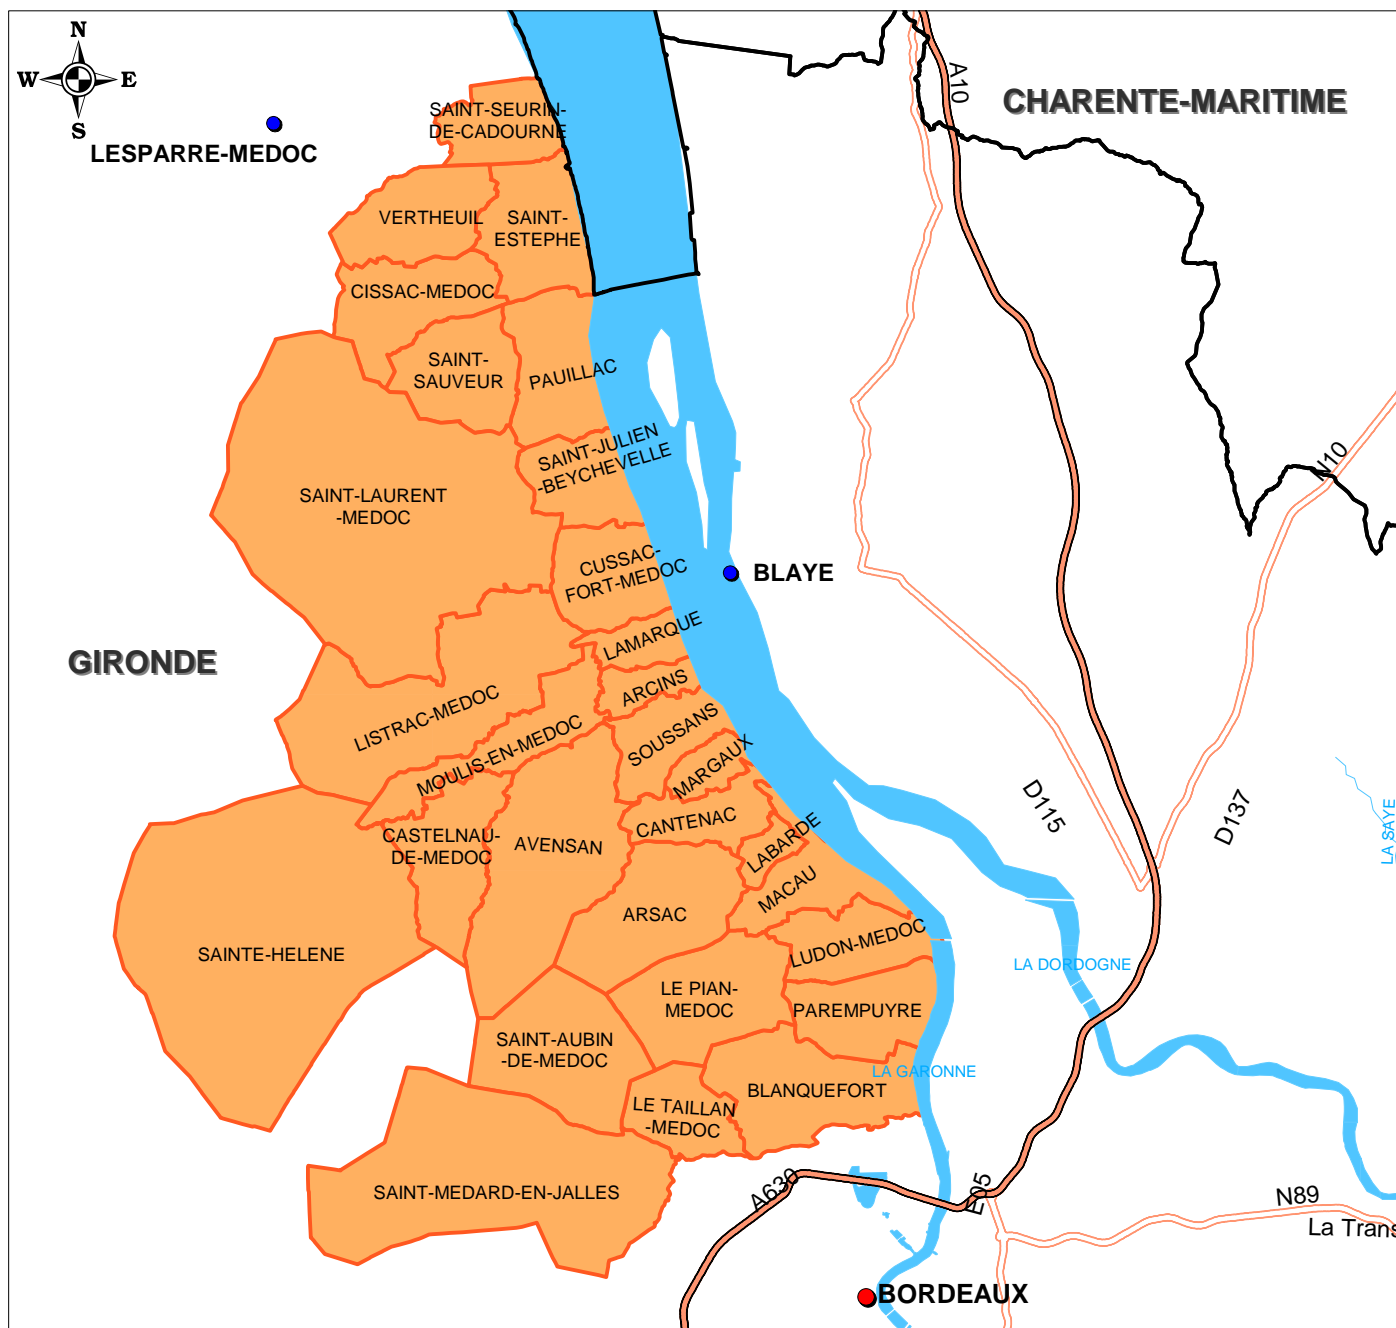 N
W
E
S
LESPARRE-MEDOC
CHARENTE-MARITIME
A10
SAINT-SEURIN-
DE-CADOURNE
VERTHEUIL
SAINT-
ESTEPHE
CISSAC-MEDOC
SAINT-
SAUVEUR
PAUILLAC
SAINT-JULIEN
-BEYCHEVELLE
N10
SAINT-LAURENT
-MEDOC
CUSSAC-
FORT-MEDOC
BLAYE
LAMARQUE
GIRONDE
ARCINS
LISTRAC-MEDOC
SOUSSANS
MOULIS-EN-MEDOC
MARGAUX
D115
D137
LA SAYE
CANTENAC
CASTELNAU-
DE-MEDOC
AVENSAN
LABARDE
MACAU
ARSAC
LUDON-MEDOC
SAINTE-HELENE
LA DORDOGNE
LE PIAN-
MEDOC
PAREMPUYRE
SAINT-AUBIN
-DE-MEDOC
LA GARONNE
BLANQUEFORT
LE TAILLAN
-MEDOC
SAINT-MEDARD-EN-JALLES
A630
E05
N89
La Trans
BORDEAUX